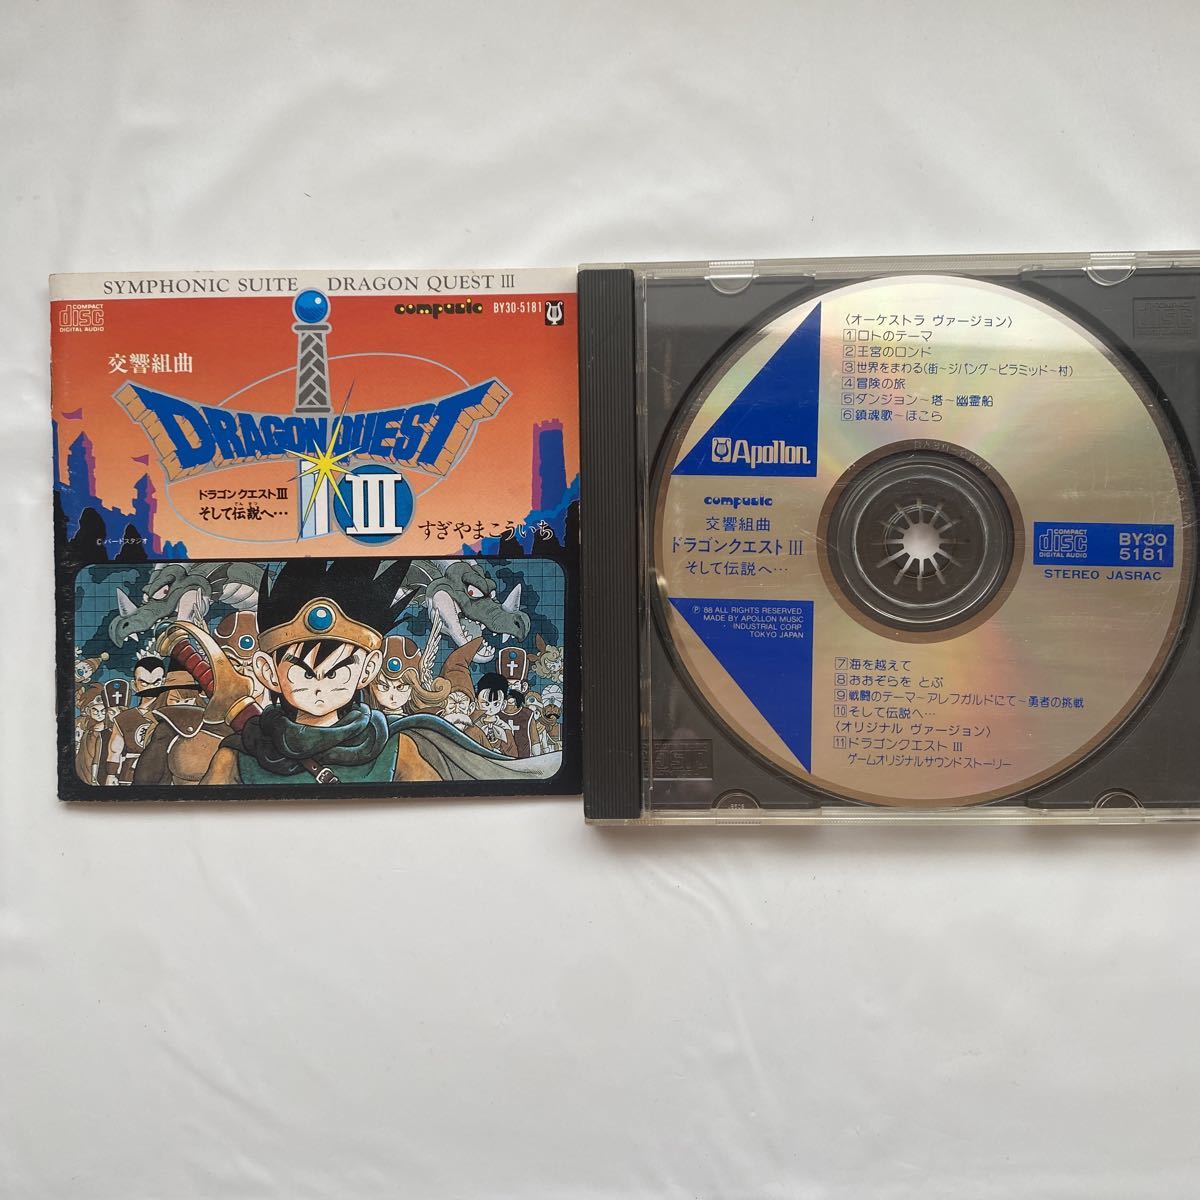 SYMPHONIC SUITE DRAGON QUEST III
COMPACT
disc
DIGITAL AUDIO
compusic
BY30-5181
交響組曲
DRAGON QUEST
III
ドラゴンクエストIII
そして伝説へ…
でんせつ
すぎやまこういち
©バードスタジオ
〈オーケストラ ヴァージョン〉
1 ロトのテーマ
2 王宮のロンド
3 世界をまわる(街~ジパング~ピラミッド~村)
4 冒険の旅
5 ダンジョン~塔~幽霊船
6 鎮魂歌~ほこら
Apollon
compusic
交響組曲
ドラゴンクエスト III
そして伝説へ…
COMPACT
disc
DIGITAL AUDIO
BY30
5181
STEREO JASRAC
Ⓟ '88 ALL RIGHTS RESERVED
MADE BY APOLLON MUSIC
INDUSTRIAL CORP.
TOKYO JAPAN
7 海を越えて
8 おおぞらを とぶ
9 戦闘のテーマ~アレフガルドにて~勇者の挑戦
10 そして伝説へ…
〈オリジナル ヴァージョン〉
11 ドラゴンクエスト III
ゲームオリジナルサウンドストーリー